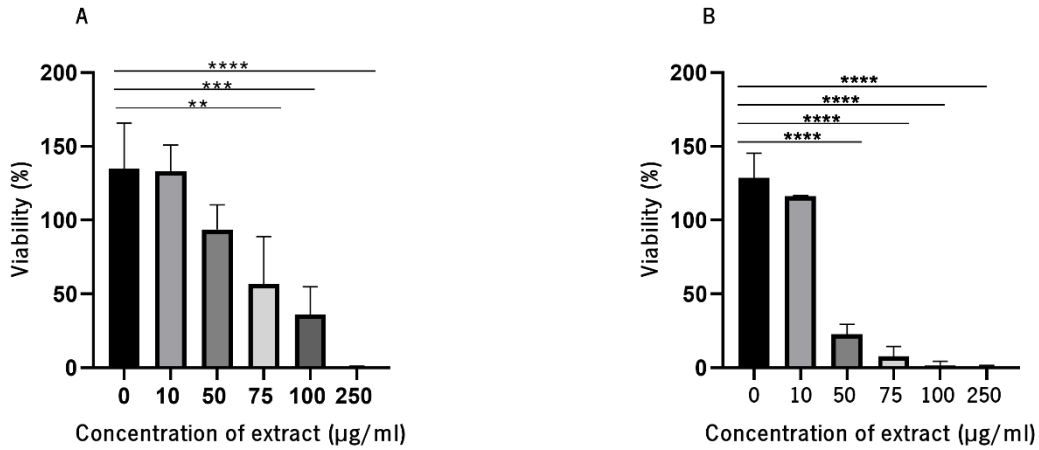 A
Viability (%)
200
150
100
50
0
****
***
**
0 10 50 75 100 250
Concentration of extract (µg/ml)
B
Viability (%)
200
150
100
50
0
****
****
****
****
0 10 50 75 100 250
Concentration of extract (µg/ml)